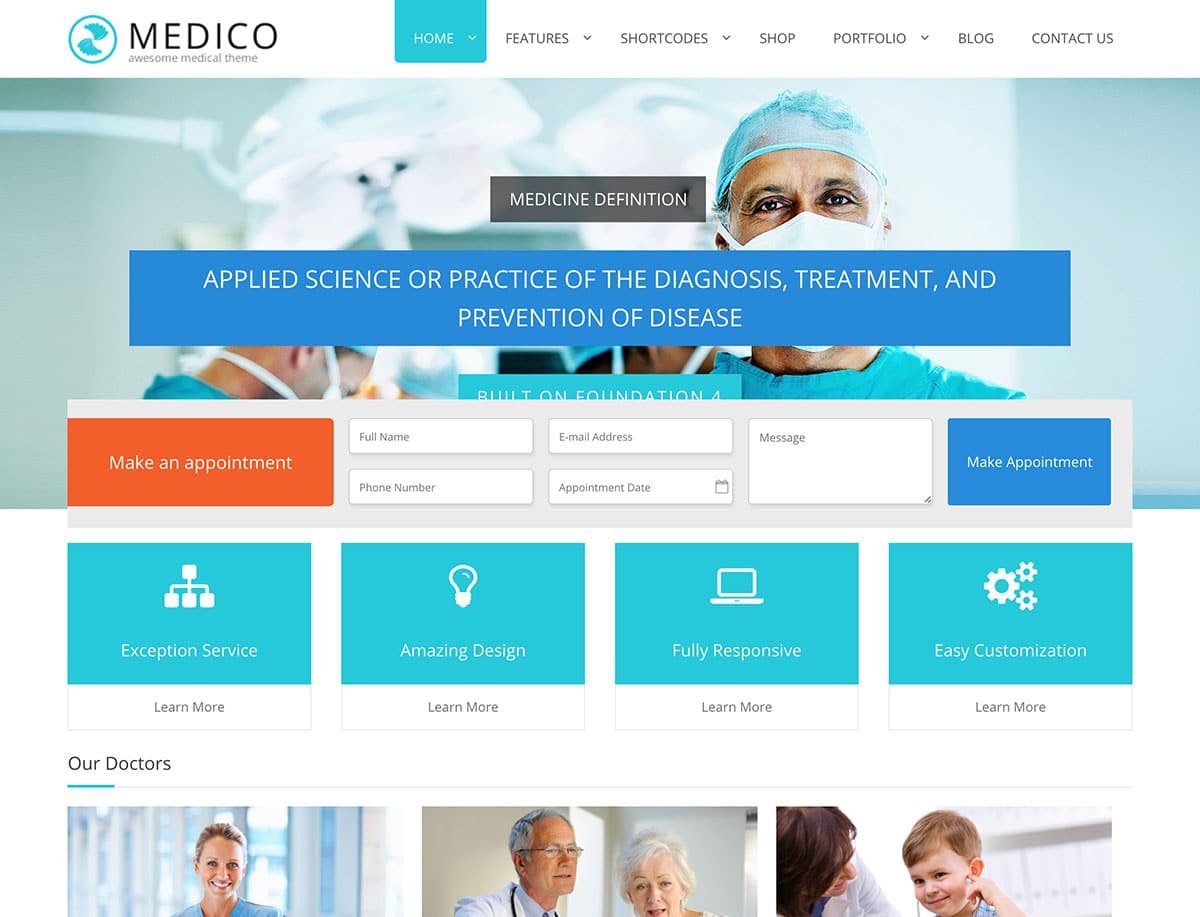 MEDICO
awesome medical theme
HOME
FEATURES
SHORTCODES
SHOP
PORTFOLIO
BLOG
CONTACT US
MEDICINE DEFINITION
APPLIED SCIENCE OR PRACTICE OF THE DIAGNOSIS, TREATMENT, AND
PREVENTION OF DISEASE
BUILT ON FOUNDATION 4
Make an appointment
Full Name
E-mail Address
Message
Phone Number
Appointment Date
Make Appointment
Exception Service
Amazing Design
Fully Responsive
Easy Customization
Learn More
Learn More
Learn More
Learn More
Our Doctors